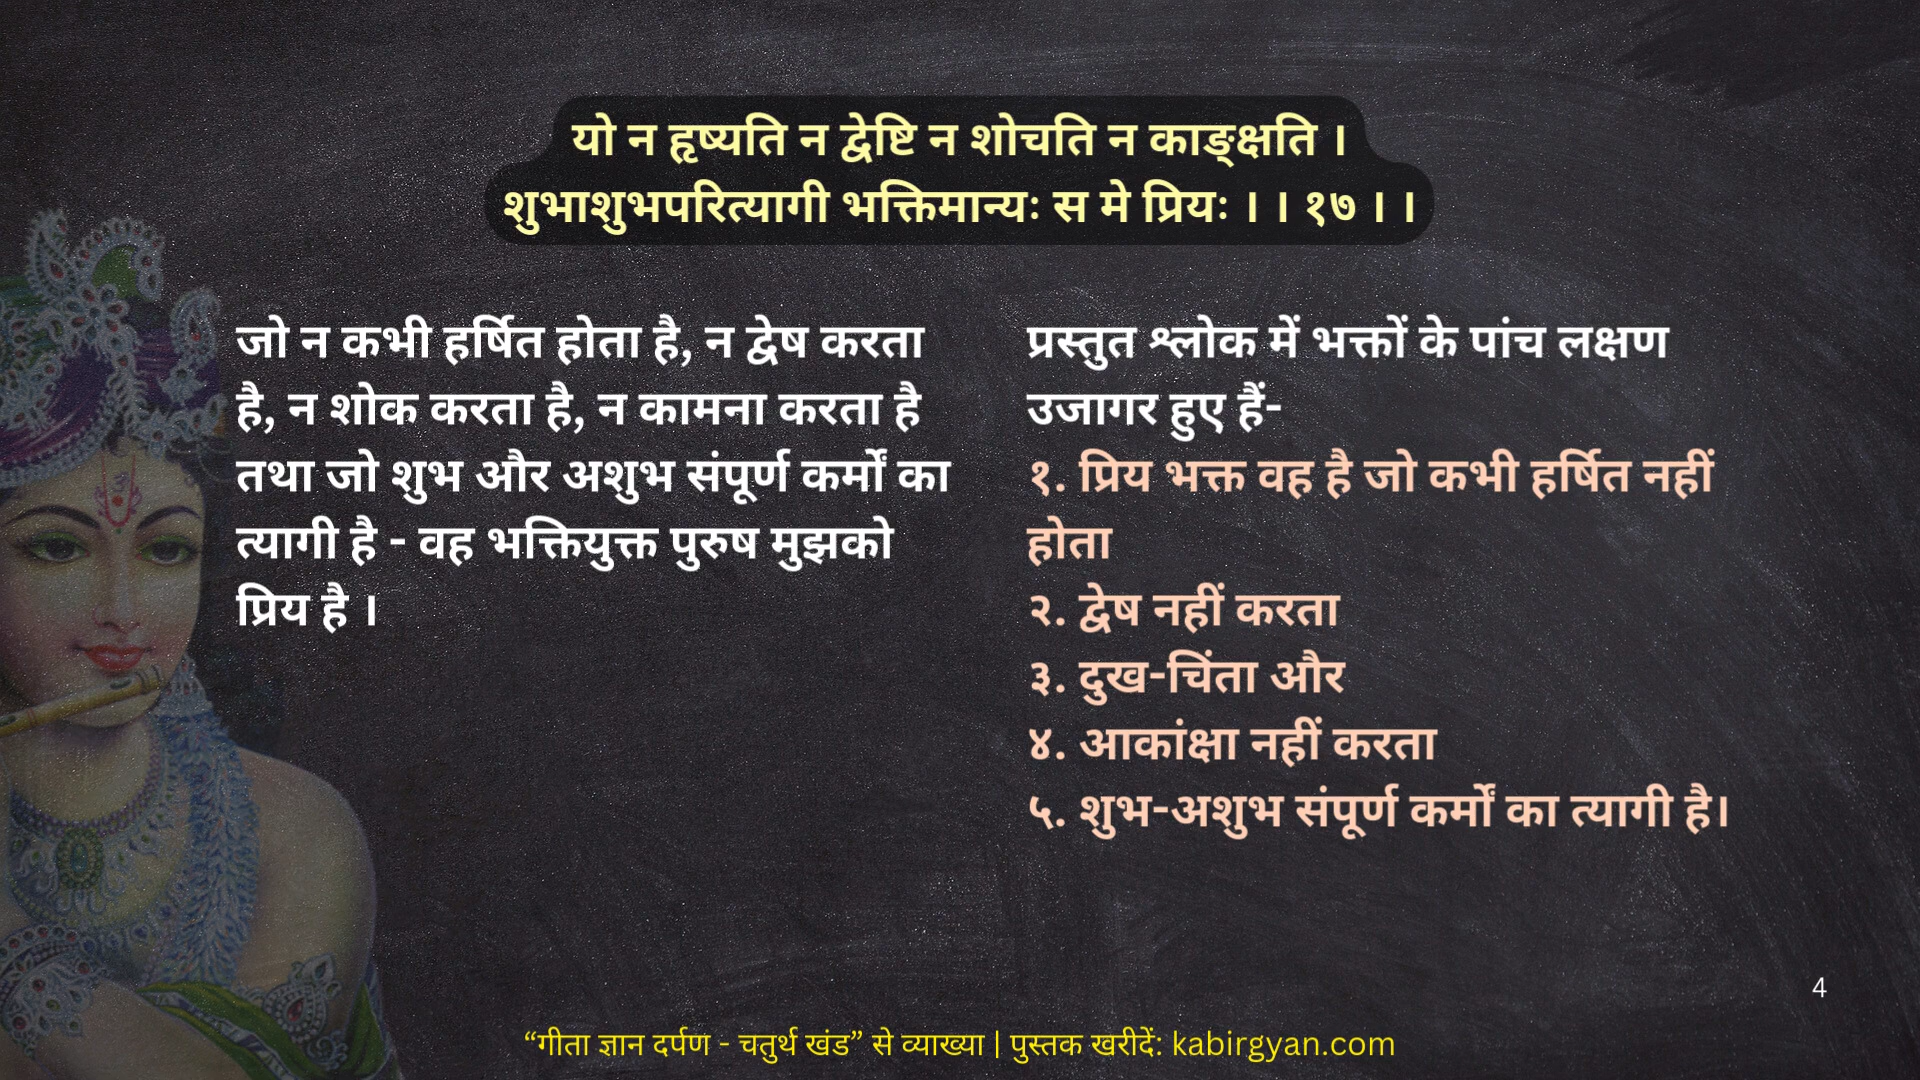 यो न हृष्यति न द्वेष्टि न शोचति न काङ्क्षति ।
शुभाशुभपरित्यागी भक्तिमान्यः स मे प्रियः । । १७ । ।
जो न कभी हर्षित होता है, न द्वेष करता
है, न शोक करता है, न कामना करता है
तथा जो शुभ और अशुभ संपूर्ण कर्मों का
त्यागी है - वह भक्तियुक्त पुरुष मुझको
प्रिय है ।
प्रस्तुत श्लोक में भक्तों के पांच लक्षण
उजागर हुए हैं-
१. प्रिय भक्त वह है जो कभी हर्षित नहीं
होता
२. द्वेष नहीं करता
३. दुख-चिंता और
४. आकांक्षा नहीं करता
५. शुभ-अशुभ संपूर्ण कर्मों का त्यागी है।
4
“गीता ज्ञान दर्पण - चतुर्थ खंड” से व्याख्या | पुस्तक खरीदें: kabirgyan.com